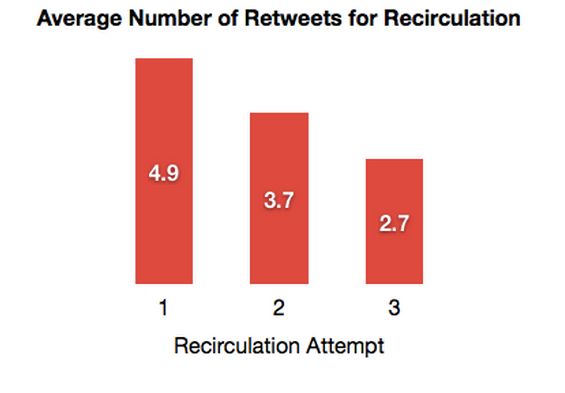 Average Number of Retweets for Recirculation
4.9
3.7
2.7
1 2 3
Recirculation Attempt